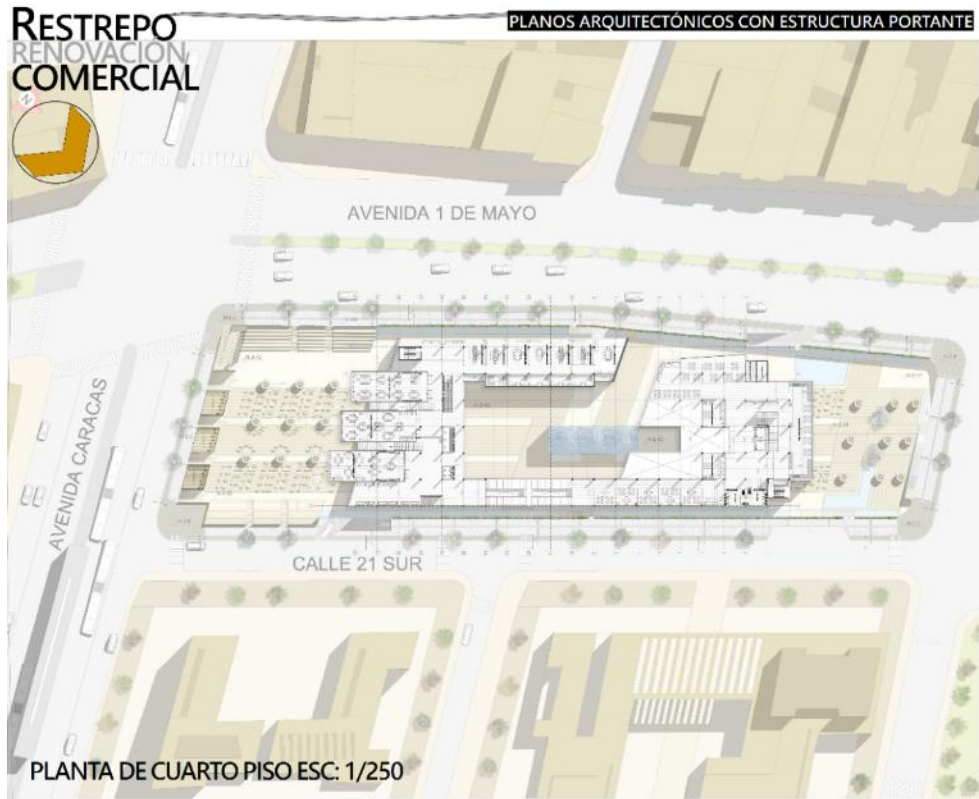 RESTREPO
RENOVACIÓN
COMERCIAL
PLANOS ARQUITECTÓNICOS CON ESTRUCTURA PORTANTE
N
AVENIDA 1 DE MAYO
AVENIDA CARACAS
CALLE 21 SUR
PLANTA DE CUARTO PISO ESC: 1/250